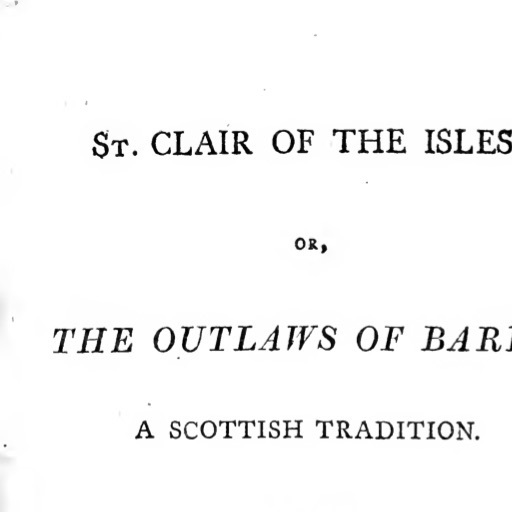 St. CLAIR OF THE ISLES
OR,
THE OUTLAWS OF
A SCOTTISH TRADITION.